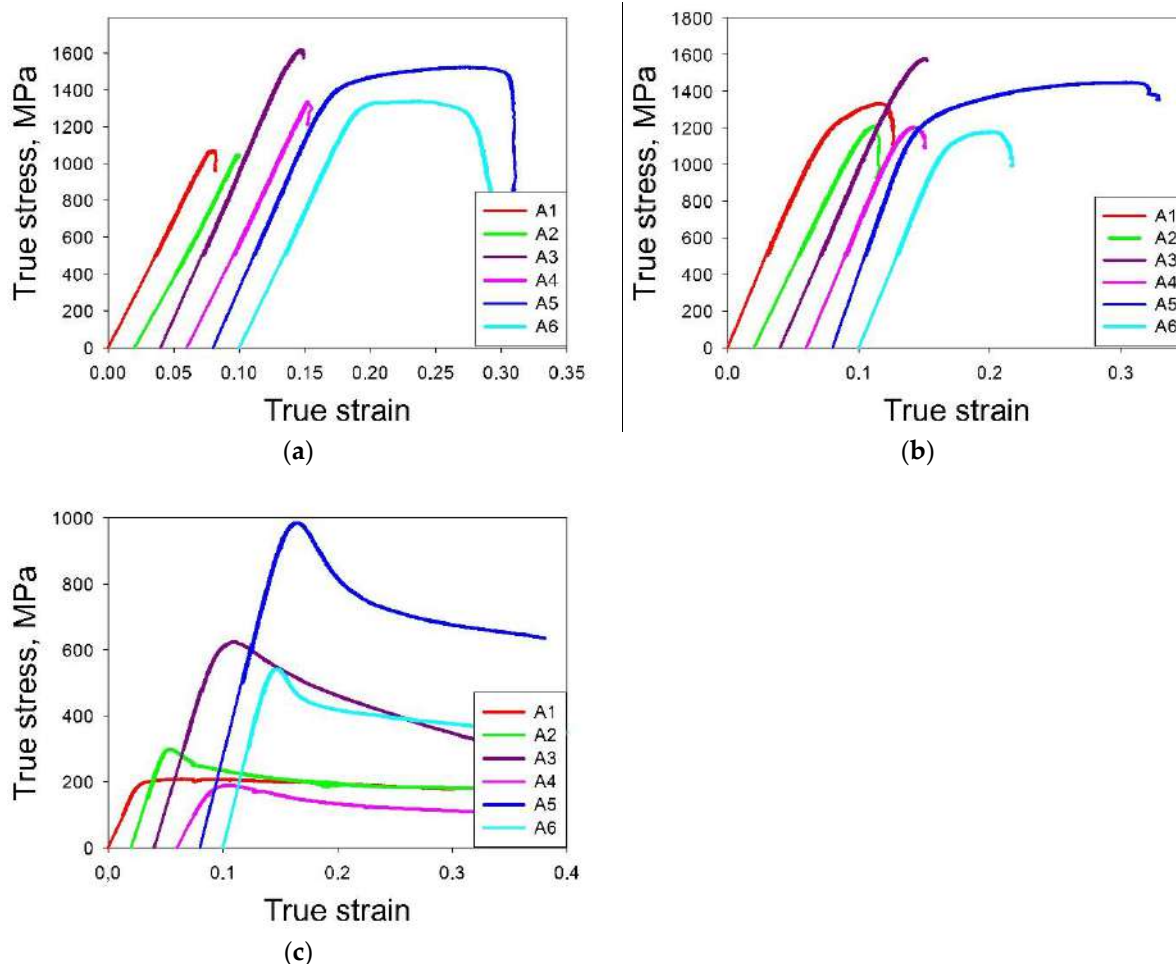 True stress, MPa
1600
1400
1200
1000
800
600
400
200
0
0.00 0.05 0.10 0.15 0.20 0.25 0.30 0.35
True strain
A1
A2
A3
A4
A5
A6
(a)
True stress, MPa
1800
1600
1400
1200
1000
800
600
400
200
0
0.0 0.1 0.2 0.3
True strain
A1
A2
A3
A4
A5
A6
(b)
True stress, MPa
1000
800
600
400
200
0
0,0 0.1 0.2 0.3 0.4
True strain
A1
A2
A3
A4
A5
A6
(c)